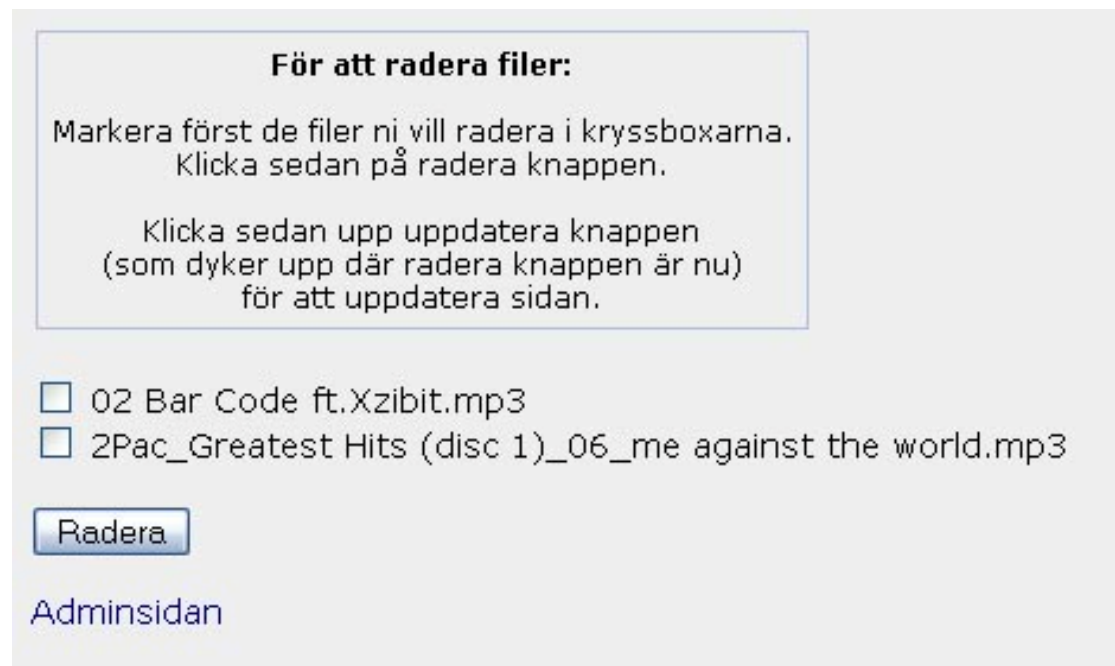 För att radera filer:
Markera först de filer ni vill radera i kryssboxarna.
Klicka sedan på radera knappen.
Klicka sedan upp uppdatera knappen
(som dyker upp där radera knappen är nu)
för att uppdatera sidan.
02 Bar Code ft.Xzibit.mp3
2Pac_Greatest Hits (disc 1)_06_me against the world.mp3
Radera
Adminsidan